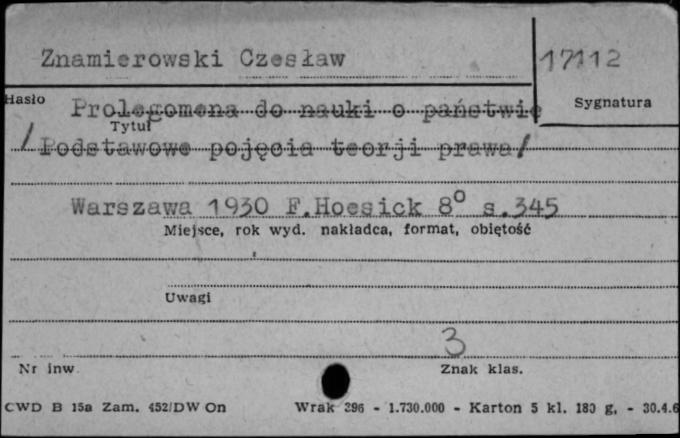 Znamierowski Czesław
17112
Hasło
Prolegomena do nauki o państwie
Sygnatura
Tytuł
/Podstawowe pojęcia teorji prawa/
Warszawa 1930 F.Hoesick 8° s.345
Miejsce, rok wyd. nakładca, format, objętość
Uwagi
3
Nr inw.
Znak klas.
CWD B 15a Zam. 452/DW On
Wrak 396 - 1.730.000 - Karton 5 kl. 180 g, - 30.4.6